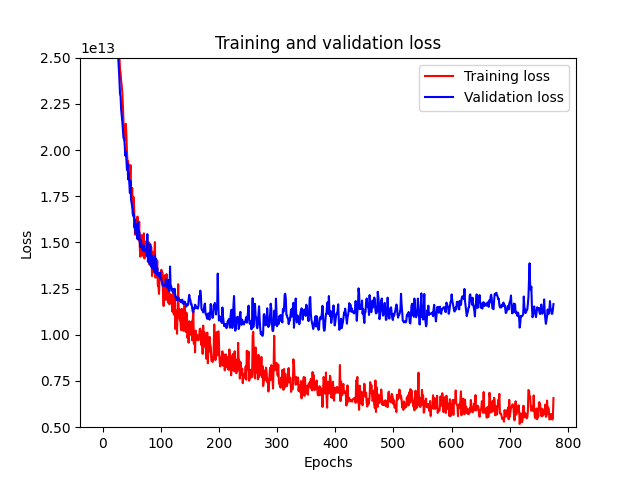 Training and validation loss
1e13
2.50
2.25
2.00
1.75
1.50
1.25
1.00
0.75
0.50
Loss
Training loss
Validation loss
0 100 200 300 400 500 600 700 800
Epochs